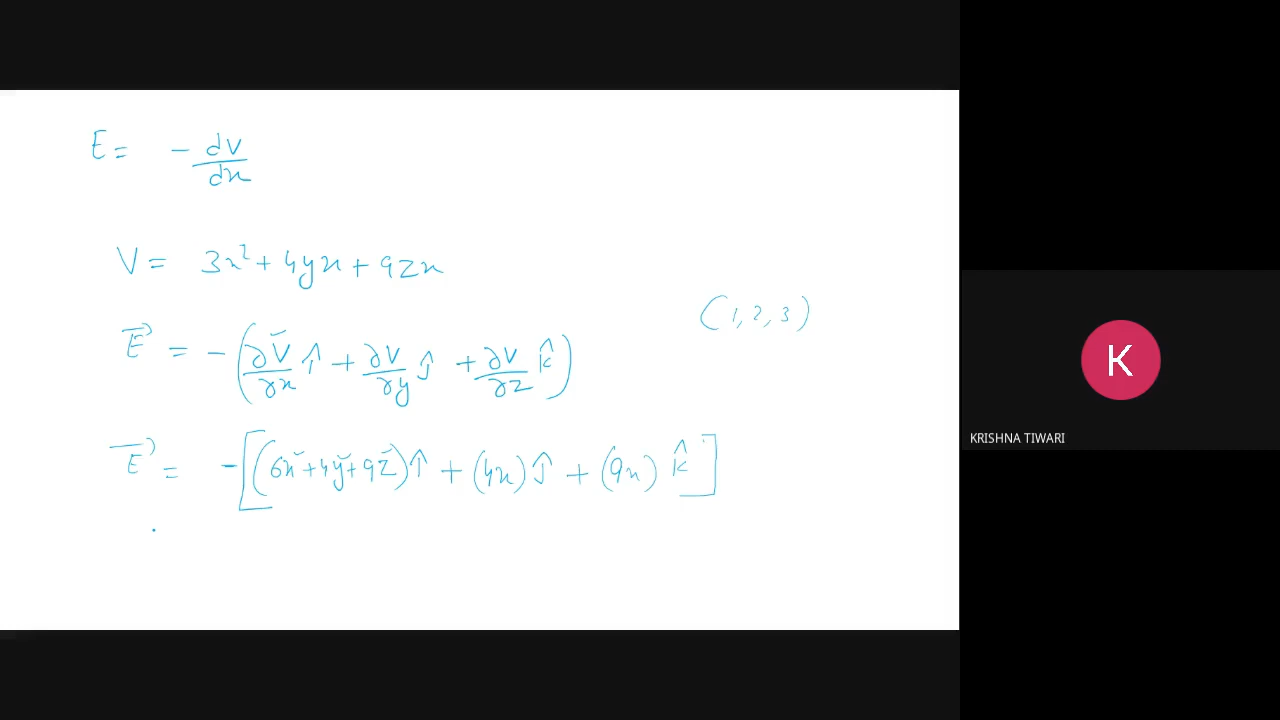 E = - dV/dx
V = 3x² + 4yx + 9zx
(1, 2, 3)
E⃗ = - (∂V/∂x î + ∂V/∂y ĵ + ∂V/∂z k̂)
E⃗ = - [(6x + 4y + 9z) î + (4x) ĵ + (9x) k̂]
K
KRISHNA TIWARI